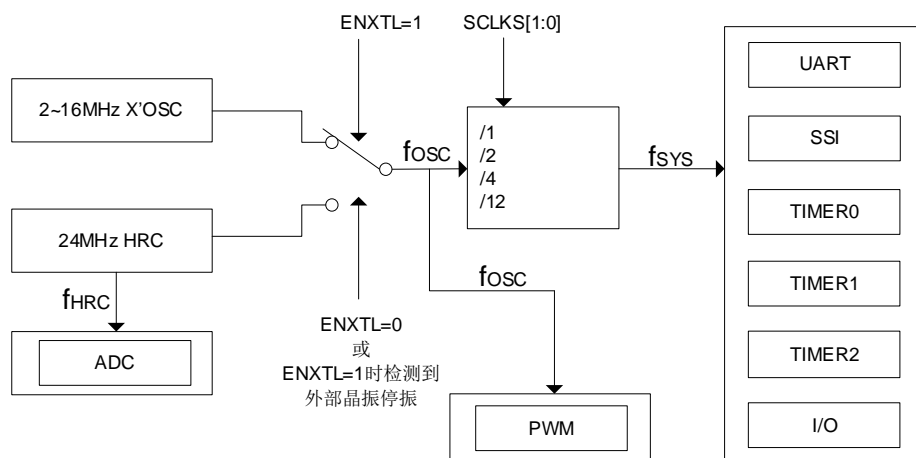 ENXTL=1
SCLKS[1:0]
2~16MHz X'OSC
24MHz HRC
fHRC
ADC
ENXTL=0
或
ENXTL=1时检测到
外部晶振停振
fOSC
/1
/2
/4
/12
fSYS
fOSC
PWM
UART
SSI
TIMER0
TIMER1
TIMER2
I/O